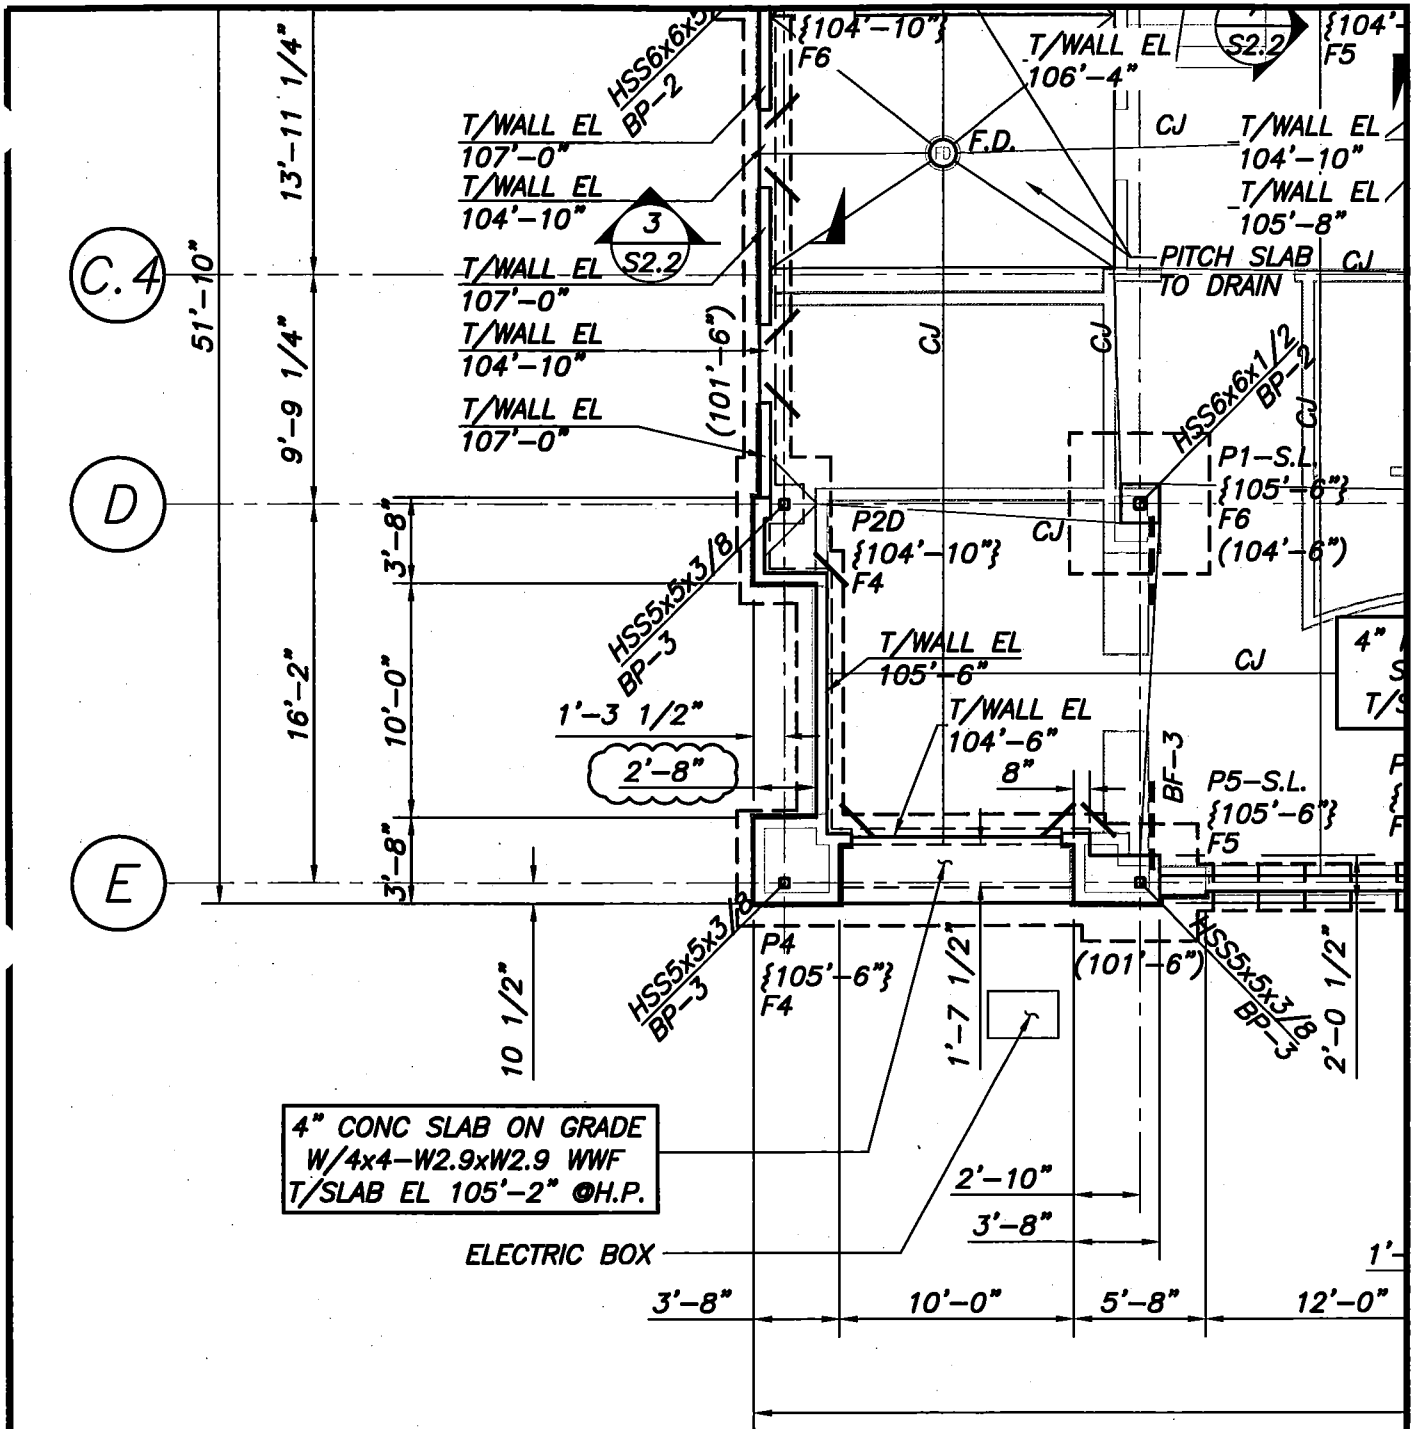 13'-11 1/4"
HSS6x6x5
BP-2
{104'-10"}
F6
T/WALL EL
106'-4"
S2.2
{104'-
F5
T/WALL EL
107'-0"
T/WALL EL
104'-10"
FD
F.D.
CJ
T/WALL EL
104'-10"
T/WALL EL
105'-8"
3
S2.2
C.4
51'-10"
T/WALL EL
107'-0"
PITCH SLAB
TO DRAIN
CJ
9'-9 1/4"
T/WALL EL
104'-10"
(101'-6")
CJ
CJ
HSS6x6x1/2
BP-2
CJ
T/WALL EL
107'-0"
D
3'-8"
P2D
{104'-10"}
F4
CJ
P1-S.L.
{105'-6"}
F6
(104'-6")
HSS5x5x3/8
BP-3
16'-2"
10'-0"
T/WALL EL
105'-6"
CJ
4"
S
T/S
1'-3 1/2"
2'-8"
T/WALL EL
104'-6"
8"
BF-3
P5-S.L.
{105'-6"}
F5
P
{
F
E
3'-8"
HSS5x5x3/8
BP-3
P4
{105'-6"}
F4
10 1/2"
1'-7 1/2"
(101'-6")
HSS5x5x3/8
BP-3
2'-0 1/2"
4" CONC SLAB ON GRADE
W/4x4-W2.9xW2.9 WWF
T/SLAB EL 105'-2" @H.P.
2'-10"
3'-8"
ELECTRIC BOX
1'-
3'-8"
10'-0"
5'-8"
12'-0"